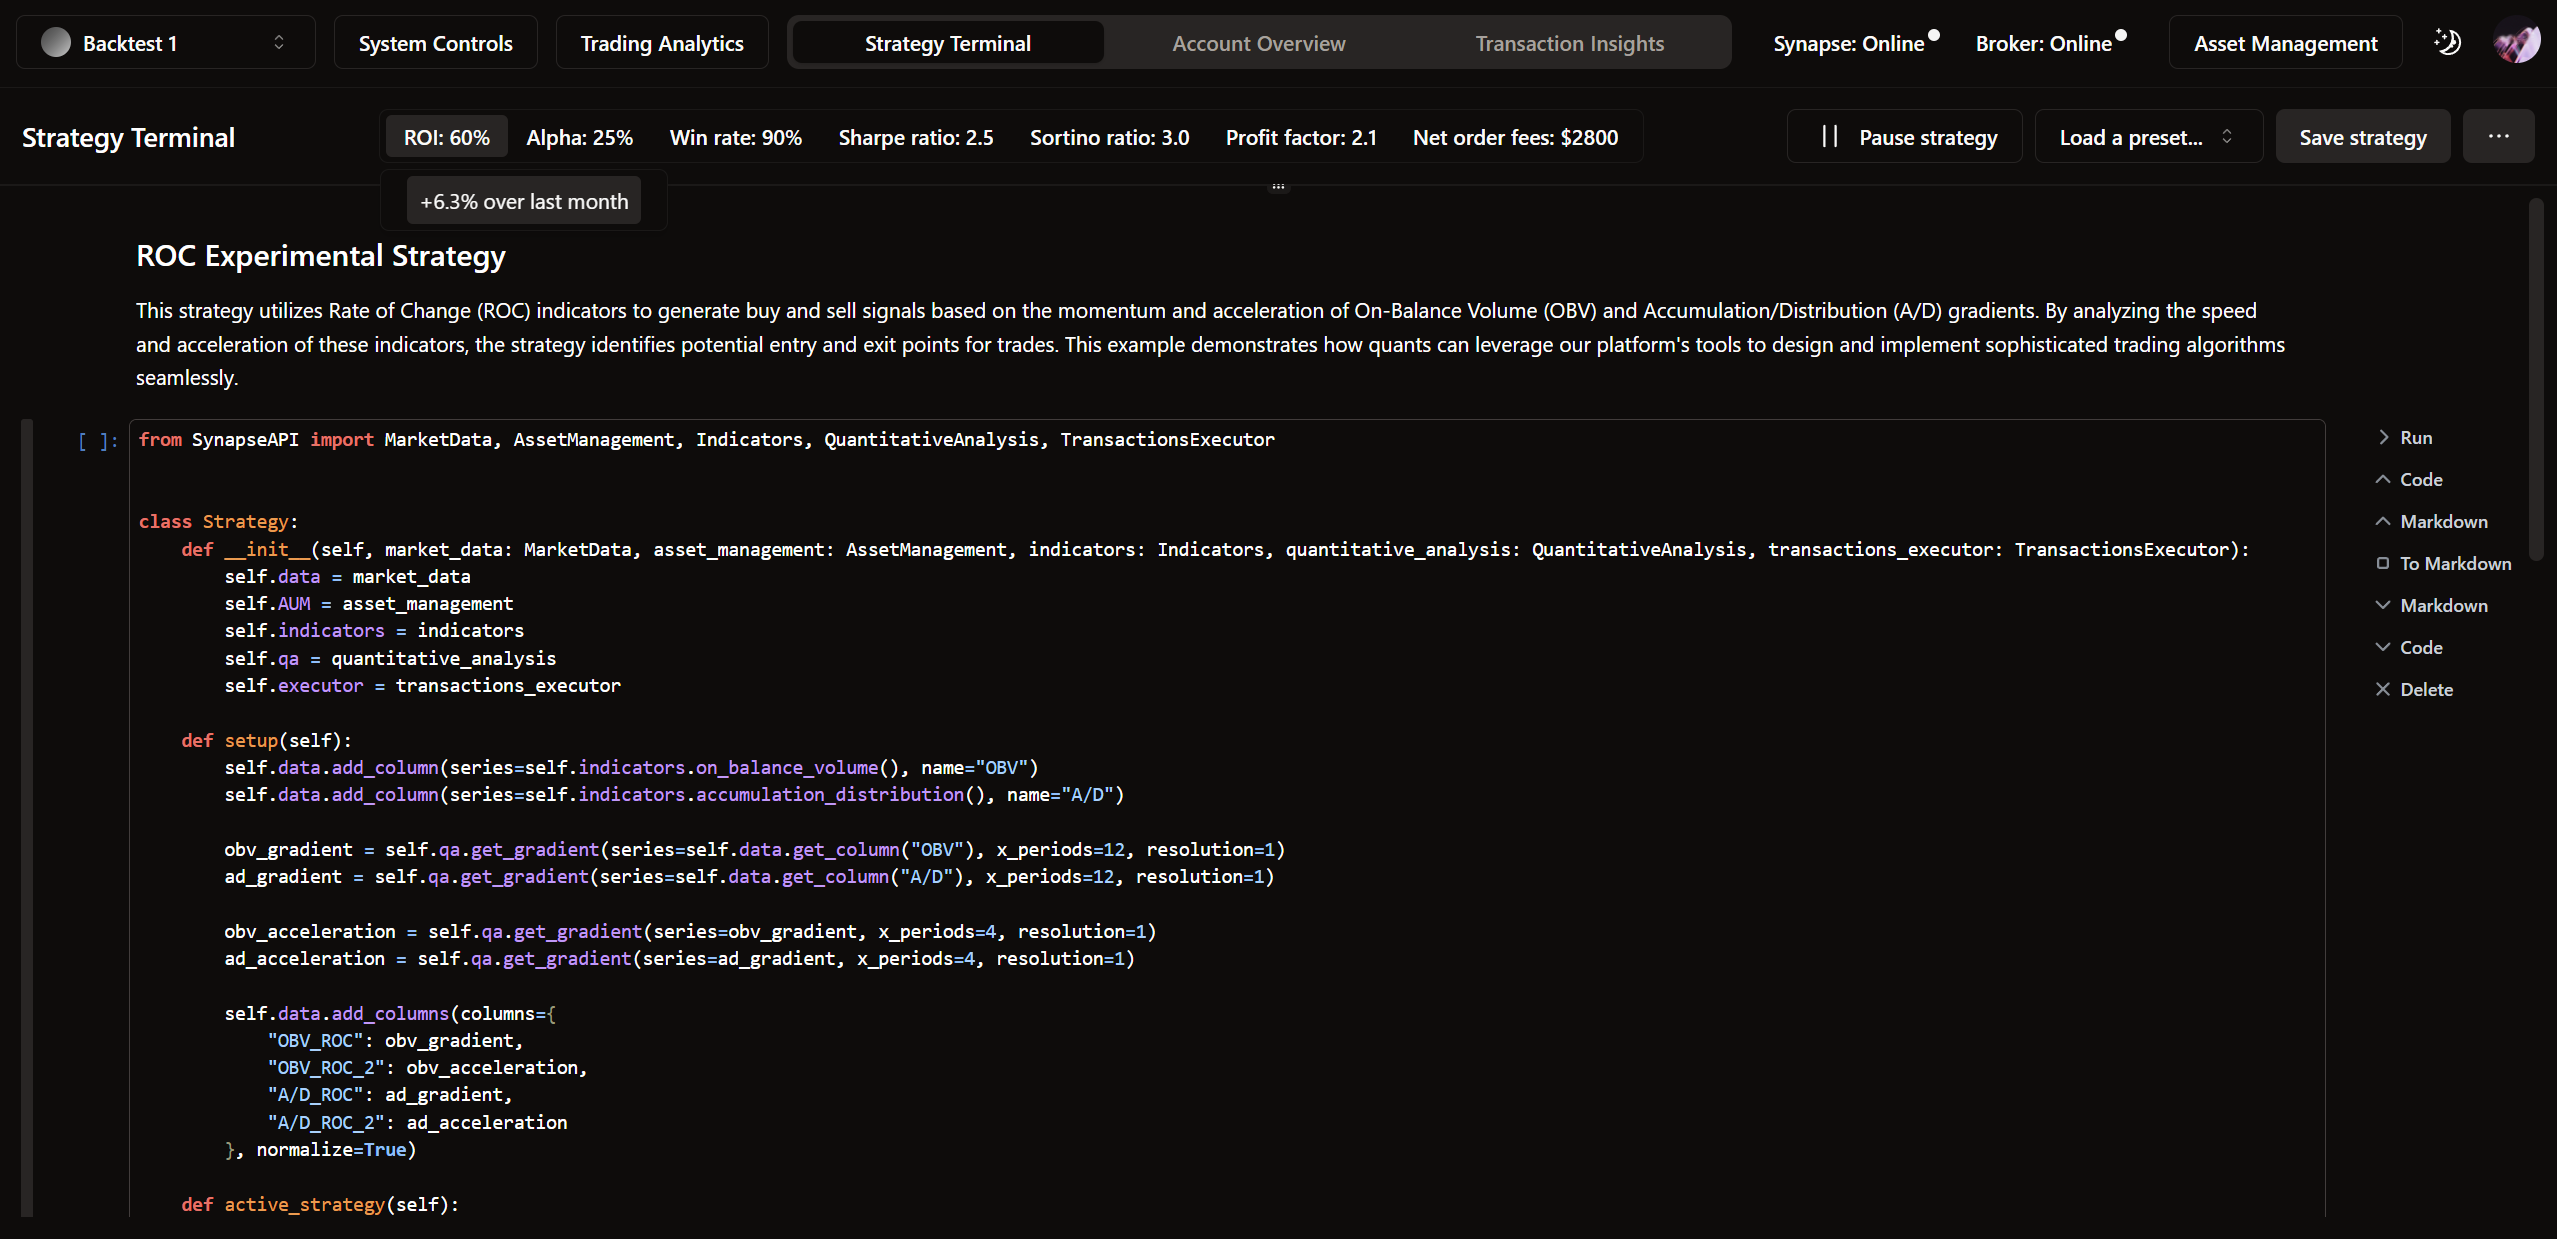 Backtest 1
System Controls
Trading Analytics
Strategy Terminal
Account Overview
Transaction Insights
Synapse: Online
Broker: Online
Asset Management
Strategy Terminal
ROI: 60%
Alpha: 25%
Win rate: 90%
Sharpe ratio: 2.5
Sortino ratio: 3.0
Profit factor: 2.1
Net order fees: $2800
Pause strategy
Load a preset...
Save strategy
...
+6.3% over last month
ROC Experimental Strategy
This strategy utilizes Rate of Change (ROC) indicators to generate buy and sell signals based on the momentum and acceleration of On-Balance Volume (OBV) and Accumulation/Distribution (A/D) gradients. By analyzing the speed
and acceleration of these indicators, the strategy identifies potential entry and exit points for trades. This example demonstrates how quants can leverage our platform's tools to design and implement sophisticated trading algorithms
seamlessly.
[ ]:
from SynapseAPI import MarketData, AssetManagement, Indicators, QuantitativeAnalysis, TransactionsExecutor
class Strategy:
    def __init__(self, market_data: MarketData, asset_management: AssetManagement, indicators: Indicators, quantitative_analysis: QuantitativeAnalysis, transactions_executor: TransactionsExecutor):
        self.data = market_data
        self.AUM = asset_management
        self.indicators = indicators
        self.qa = quantitative_analysis
        self.executor = transactions_executor
    def setup(self):
        self.data.add_column(series=self.indicators.on_balance_volume(), name="OBV")
        self.data.add_column(series=self.indicators.accumulation_distribution(), name="A/D")
        obv_gradient = self.qa.get_gradient(series=self.data.get_column("OBV"), x_periods=12, resolution=1)
        ad_gradient = self.qa.get_gradient(series=self.data.get_column("A/D"), x_periods=12, resolution=1)
        obv_acceleration = self.qa.get_gradient(series=obv_gradient, x_periods=4, resolution=1)
        ad_acceleration = self.qa.get_gradient(series=ad_gradient, x_periods=4, resolution=1)
        self.data.add_columns(columns={
            "OBV_ROC": obv_gradient,
            "OBV_ROC_2": obv_acceleration,
            "A/D_ROC": ad_gradient,
            "A/D_ROC_2": ad_acceleration
        }, normalize=True)
    def active_strategy(self):
Run
Code
Markdown
To Markdown
Markdown
Code
Delete